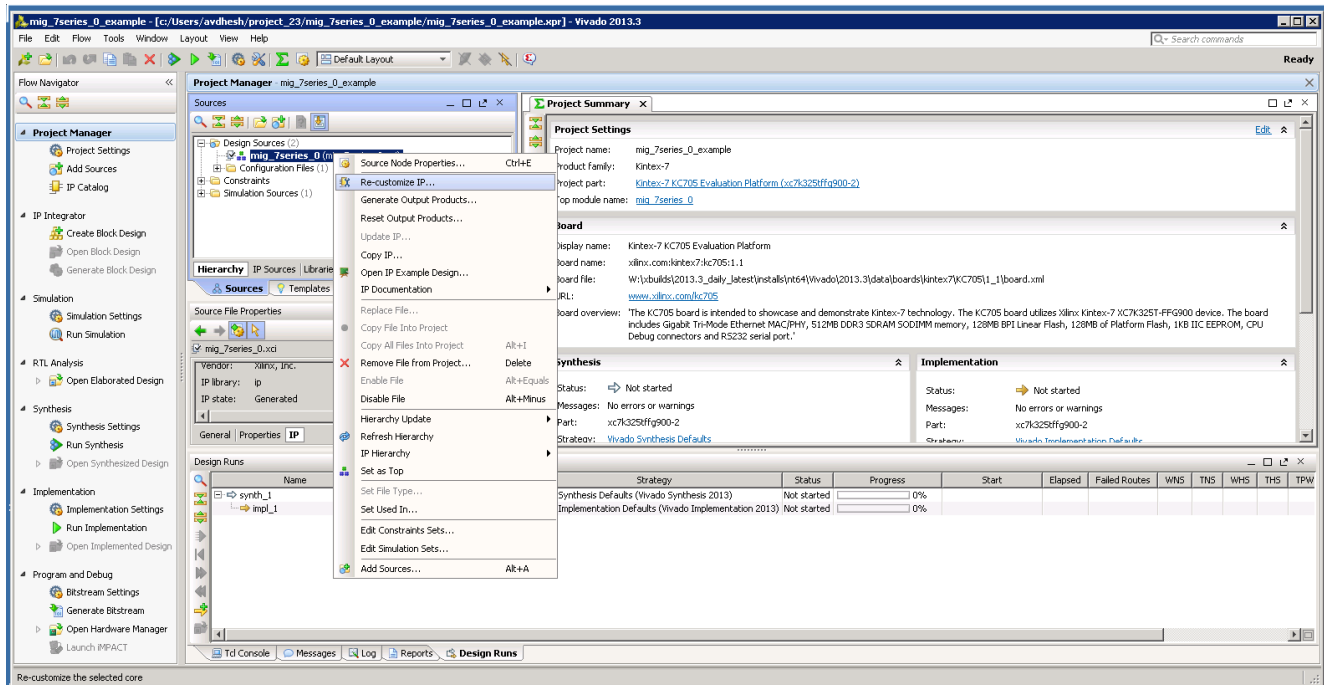 mig_7series_0_example - [c:/Users/avdhesh/project_23/mig_7series_0_example/mig_7series_0_example.xpr] - Vivado 2013.3
File Edit Flow Tools Window Layout View Help
Search commands
Default Layout
Ready
Flow Navigator
Project Manager
Project Settings
Add Sources
IP Catalog
IP Integrator
Create Block Design
Open Block Design
Generate Block Design
Simulation
Simulation Settings
Run Simulation
RTL Analysis
Open Elaborated Design
Synthesis
Synthesis Settings
Run Synthesis
Open Synthesized Design
Implementation
Implementation Settings
Run Implementation
Open Implemented Design
Program and Debug
Bitstream Settings
Generate Bitstream
Open Hardware Manager
Launch iMPACT
Project Manager - mig_7series_0_example
Sources
Design Sources (2)
mig_7series_0
Configuration Files (1)
Constraints
Simulation Sources (1)
Hierarchy IP Sources Librarie
Sources Templates
Source File Properties
mig_7series_0.xci
Vendor: Xilinx, Inc.
IP library: ip
IP state: Generated
General Properties IP
Source Node Properties... Ctrl+E
Re-customize IP...
Generate Output Products...
Reset Output Products...
Update IP...
Copy IP...
Open IP Example Design...
IP Documentation
Replace File...
Copy File Into Project
Copy All Files Into Project Alt+I
Remove File from Project... Delete
Enable File Alt+Equals
Disable File Alt+Minus
Hierarchy Update
Refresh Hierarchy
IP Hierarchy
Set as Top
Set File Type...
Set Used In...
Edit Constraints Sets...
Edit Simulation Sets...
Add Sources... Alt+A
Project Summary
Project Settings Edit
Project name: mig_7series_0_example
Product family: Kintex-7
Project part: Kintex-7 KC705 Evaluation Platform (xc7k325tffg900-2)
Top module name: mig_7series_0
Board
Display name: Kintex-7 KC705 Evaluation Platform
Board name: xilinx.com:kintex7:kc705:1.1
Board file: W:\xbuilds\2013.3_daily_latest\installs\nt64\Vivado\2013.3\data\boards\kintex7\KC705\1_1\board.xml
URL: www.xilinx.com/kc705
Board overview: 'The KC705 board is intended to showcase and demonstrate Kintex-7 technology. The KC705 board utilizes Xilinx Kintex-7 XC7K325T-FFG900 device. The board
includes Gigabit Tri-Mode Ethernet MAC/PHY, 512MB DDR3 SDRAM SODIMM memory, 128MB BPI Linear Flash, 128MB of Platform Flash, 1KB IIC EEPROM, CPU
Debug connectors and RS232 serial port.'
Synthesis
Status: Not started
Messages: No errors or warnings
Part: xc7k325tffg900-2
Strategy: Vivado Synthesis Defaults
Implementation
Status: Not started
Messages: No errors or warnings
Part: xc7k325tffg900-2
Strategy: Vivado Implementation Defaults
Design Runs
Name Strategy Status Progress Start Elapsed Failed Routes WNS TNS WHS THS TPW
synth_1 Synthesis Defaults (Vivado Synthesis 2013) Not started 0%
impl_1 Implementation Defaults (Vivado Implementation 2013) Not started 0%
Tcl Console Messages Log Reports Design Runs
Re-customize the selected core